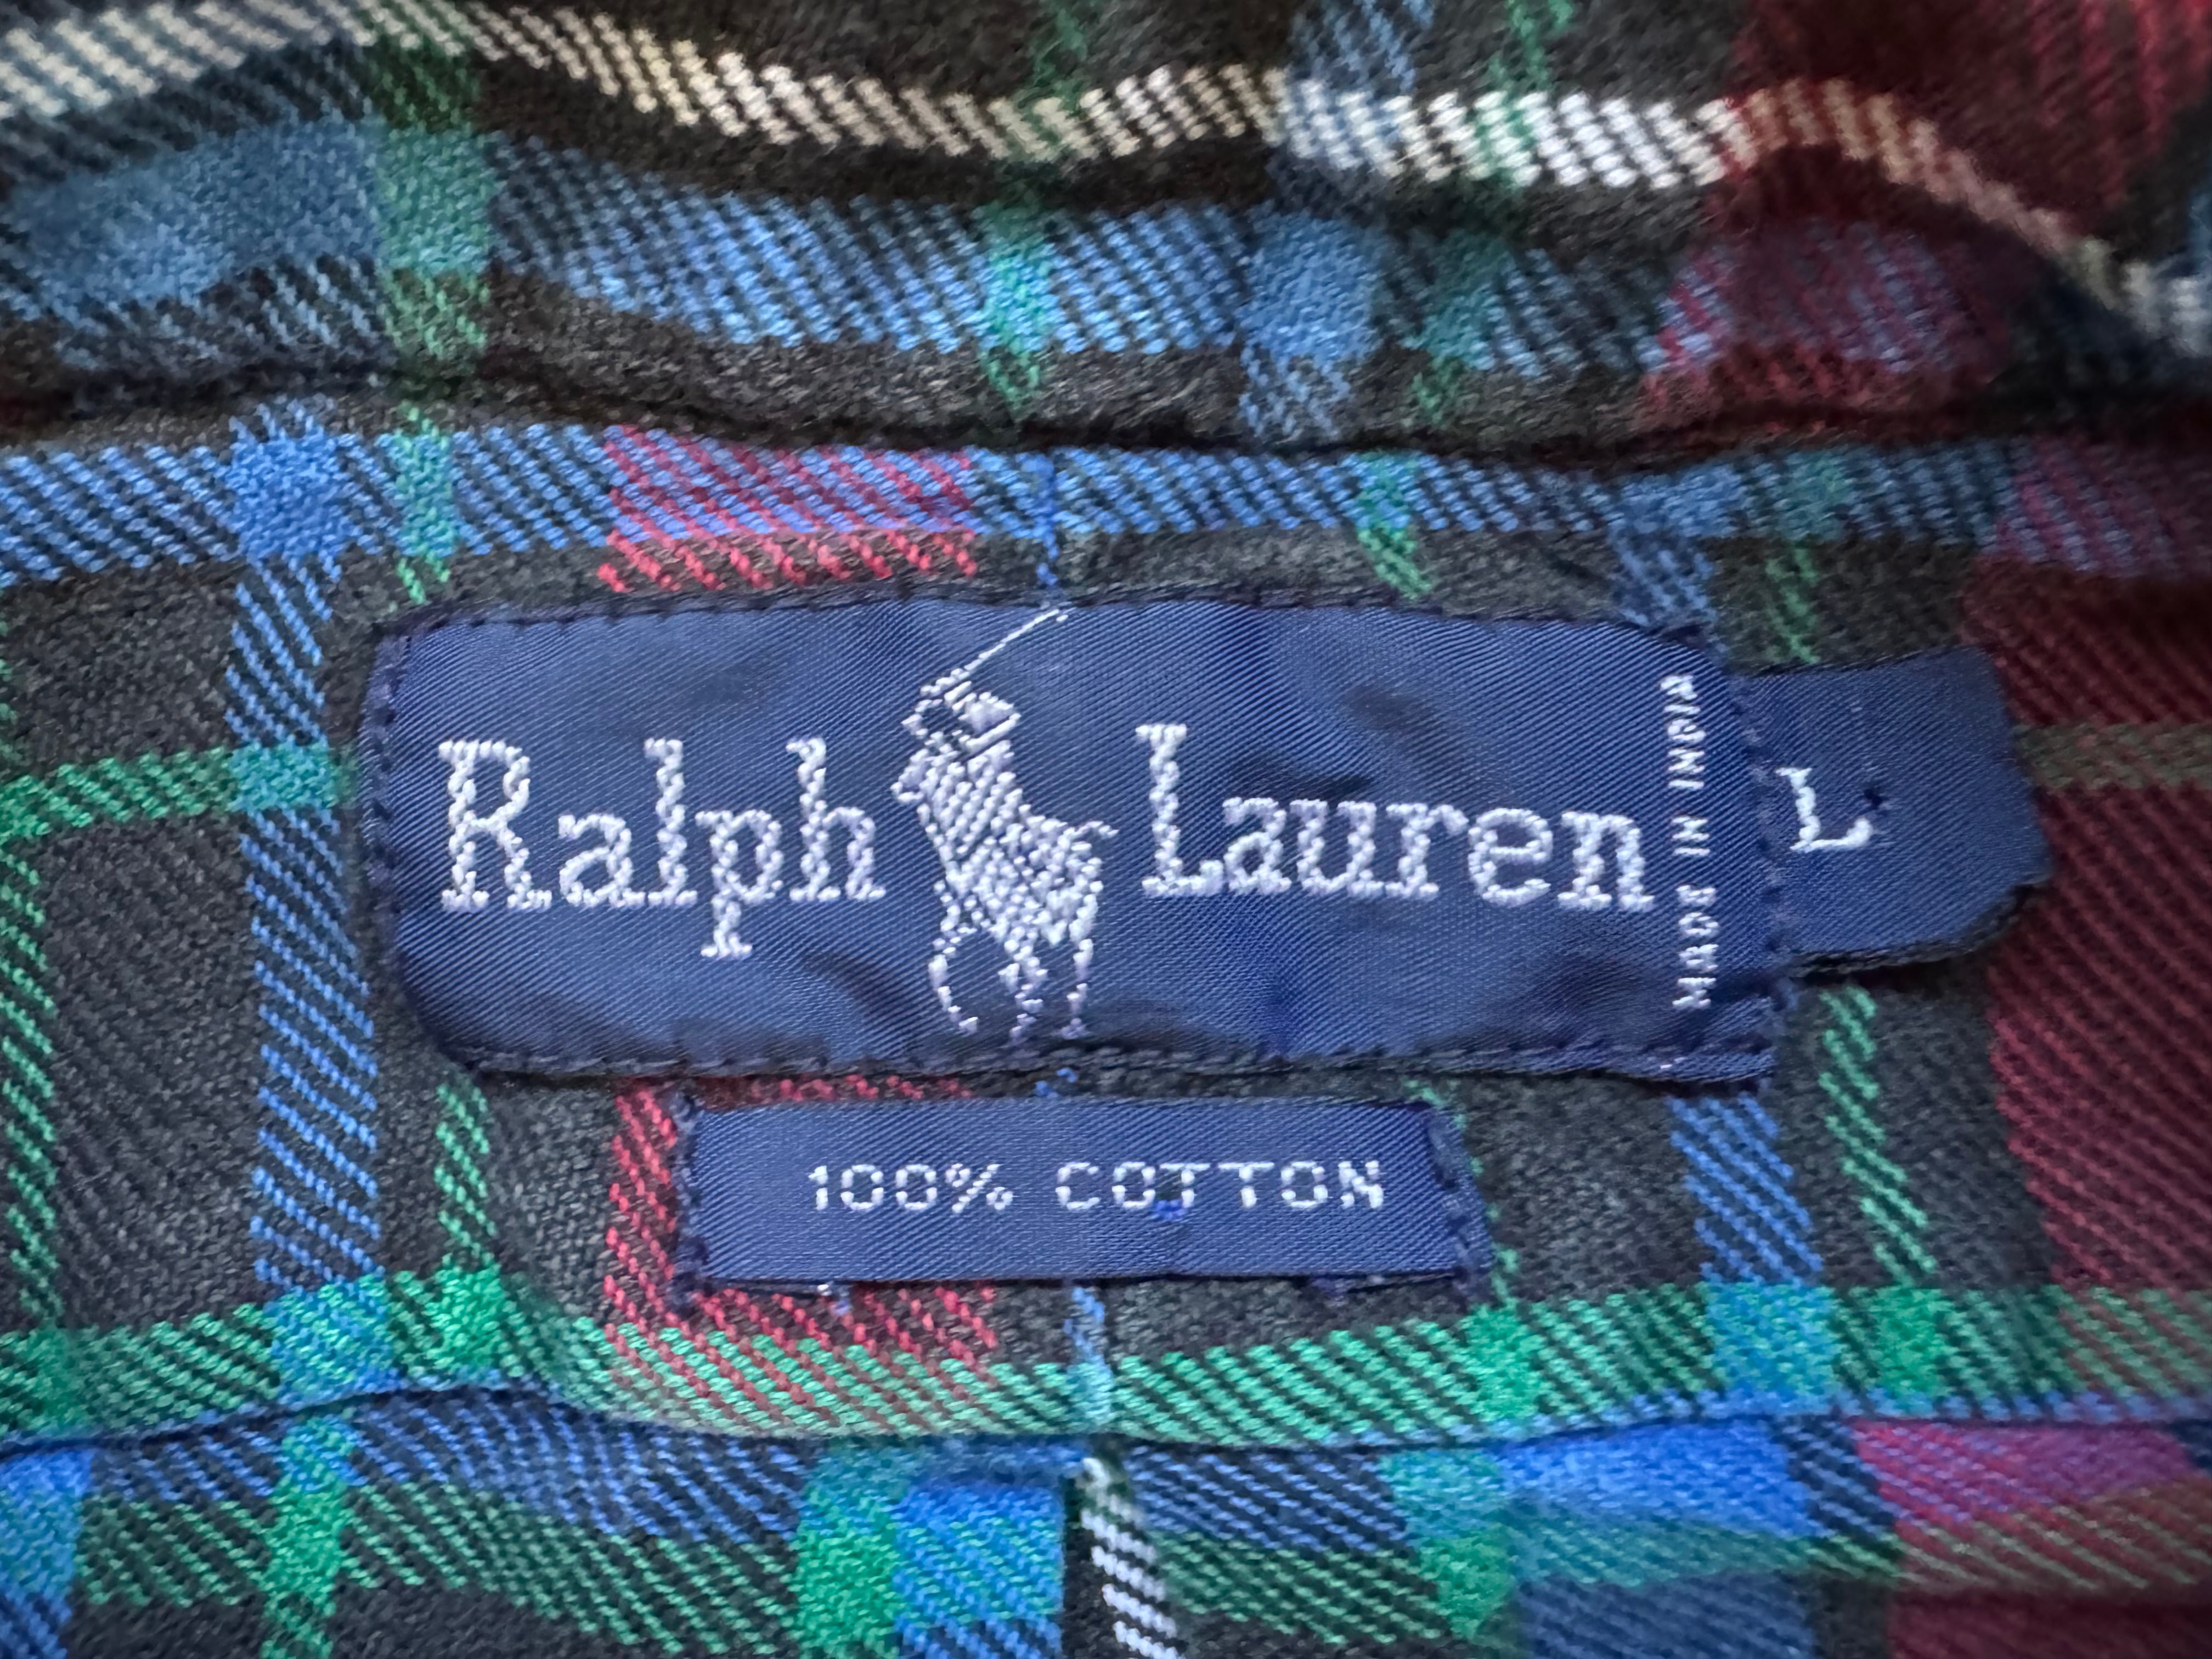 Ralph Lauren
MADE IN INDIA
L
100% COTTON